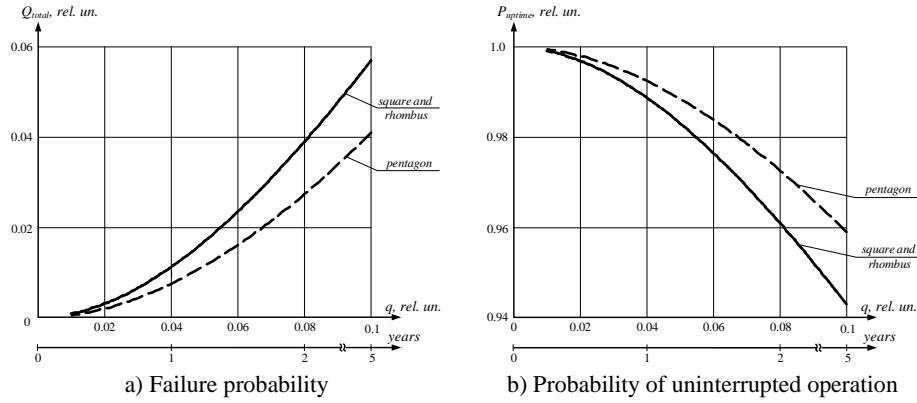 Q_total, rel. un.
0.06
0.04
0.02
0
square and
rhombus
pentagon
q, rel. un.
0.02 0.04 0.06 0.08 0.1
years
0 1 2 5
a) Failure probability
P_uptime, rel. un.
1.0
0.98
0.96
0.94
pentagon
square and
rhombus
q, rel. un.
0.02 0.04 0.06 0.08 0.1
years
0 1 2 5
b) Probability of uninterrupted operation